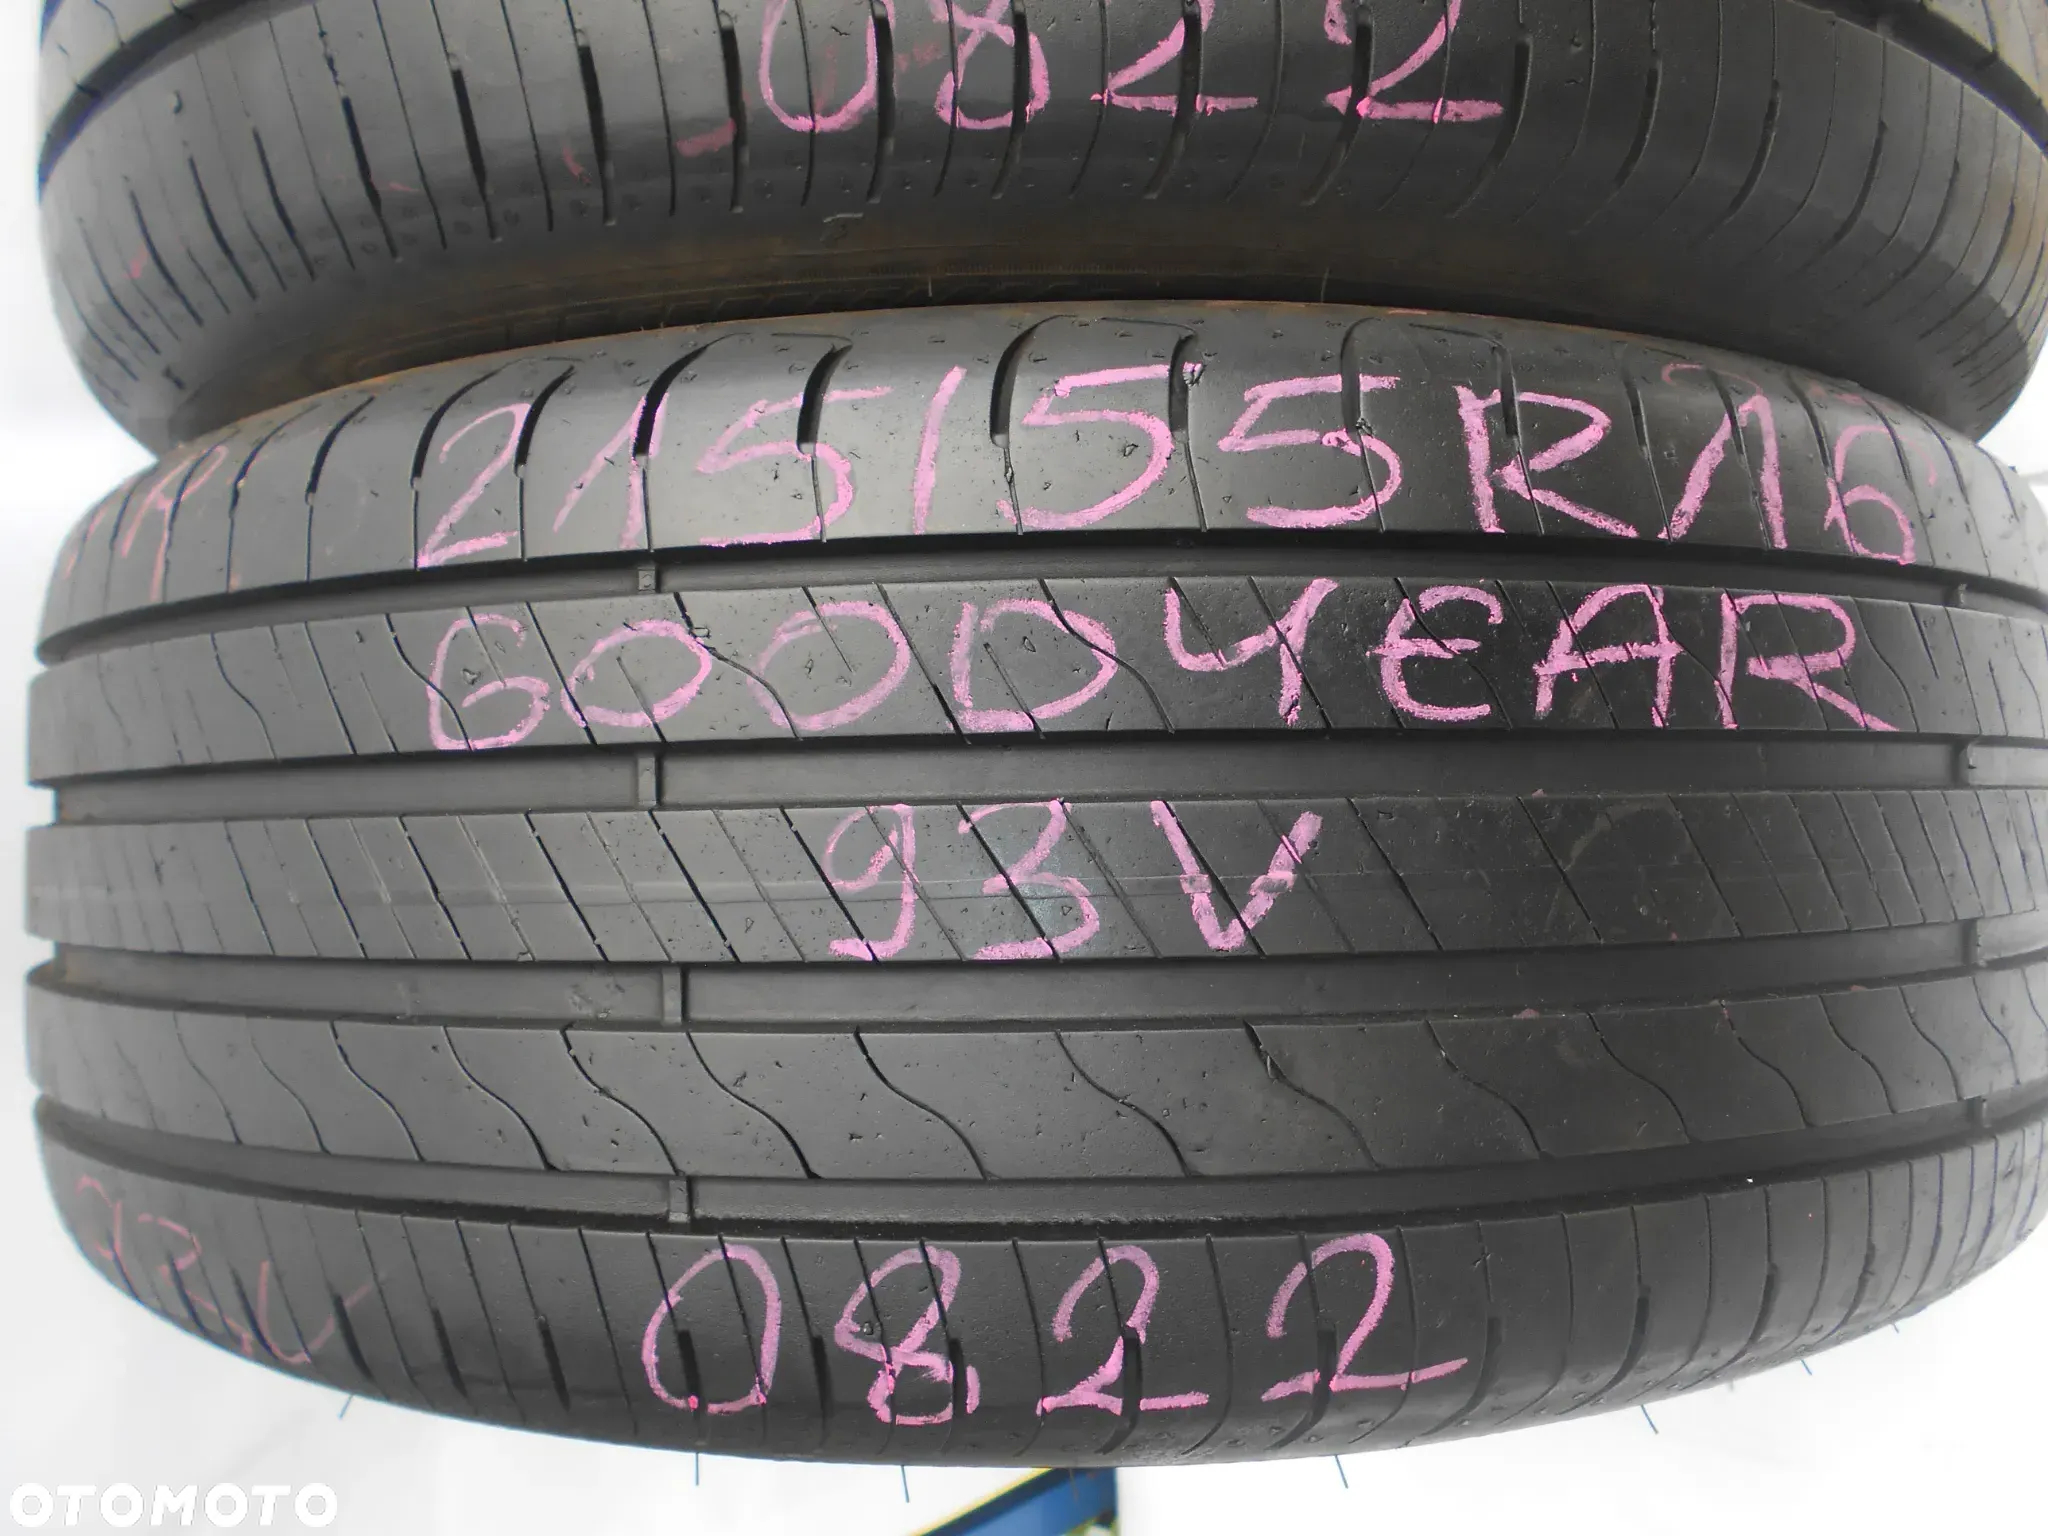 0822
215/55R16
GOODYEAR
93V
0822
OTOMOTO